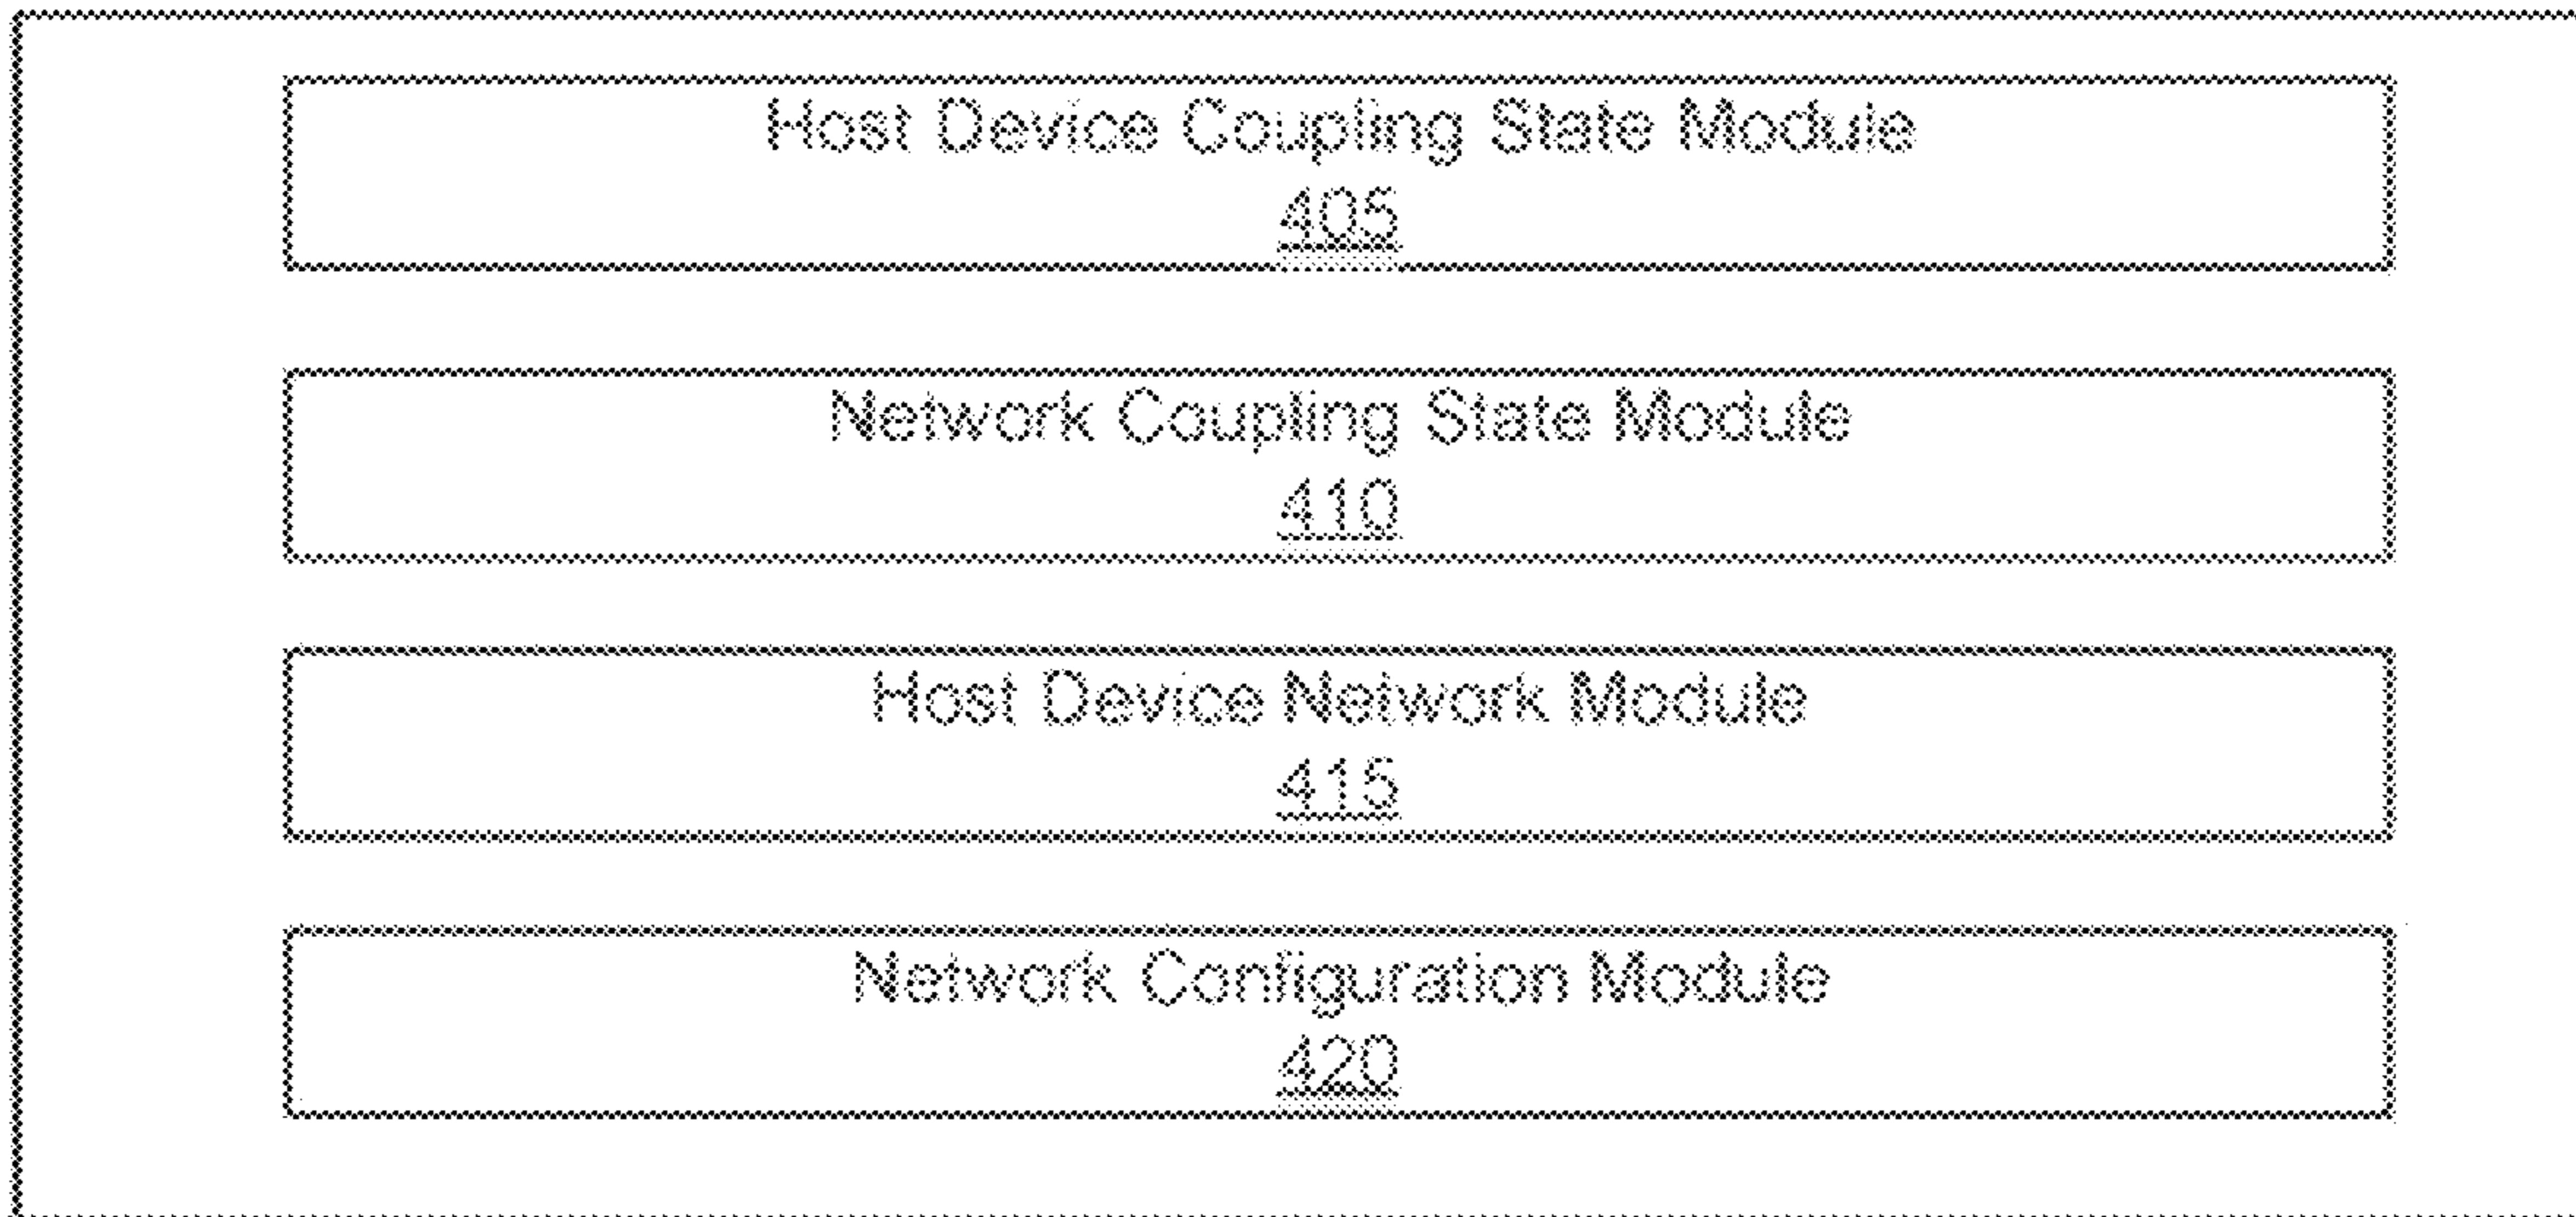 Host Device Coupling State Module
405
Network Coupling State Module
410
Host Device Network Module
415
Network Configuration Module
420